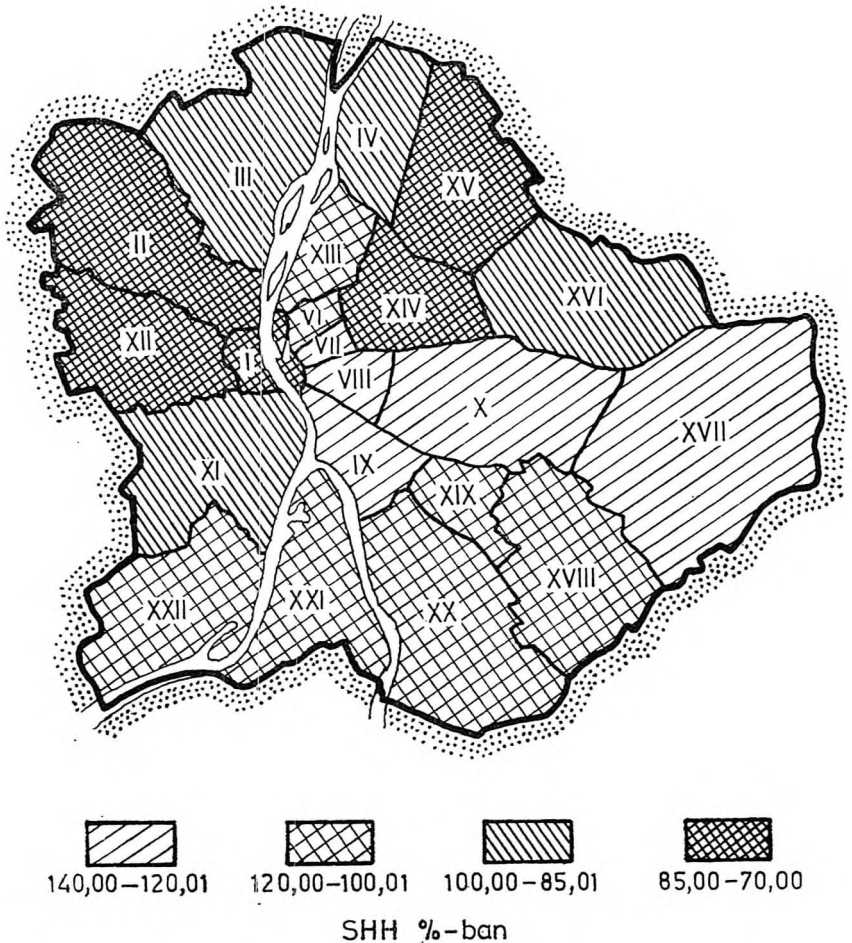 IV
III
XV
II
XIII
XVI
XIV
VI
XII
VII
I
VIII
X
XVII
XI
IX
XIX
XVIII
XXII
XXI
XX
140,00–120,01
120,00–100,01
100,00–85,01
85,00–70,00
SHH %-ban